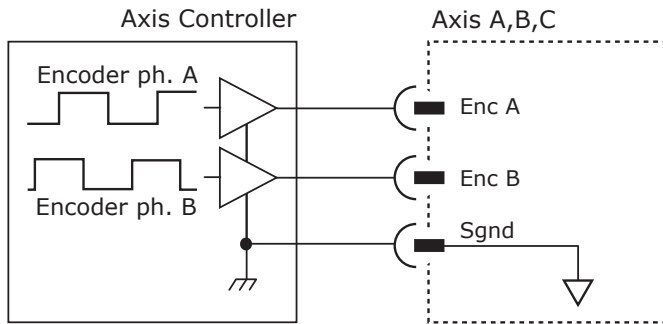 Axis Controller
Axis A,B,C
Encoder ph. A
Enc A
Enc B
Encoder ph. B
Sgnd